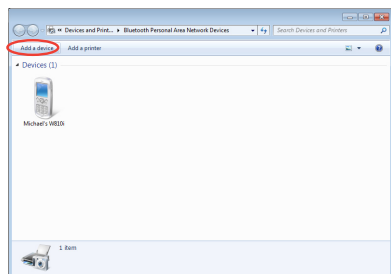 « Devices and Print... ▸ Bluetooth Personal Area Network Devices
Search Devices and Printers
Add a device
Add a printer
Devices (1)
Michael's W810i
1 item